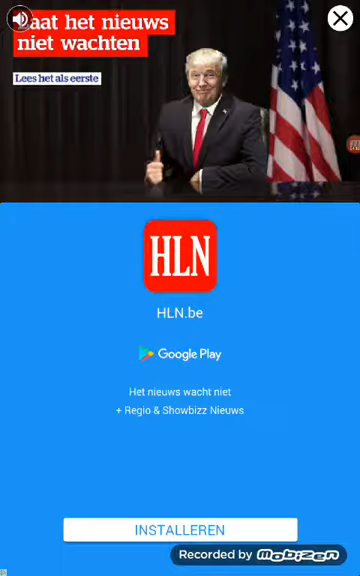 aat het nieuws
niet wachten
Lees het als eerste
HLN
HLN.be
Google Play
Het nieuws wacht niet
+ Regio & Showbizz Nieuws
INSTALLEREN
Recorded by mobizen